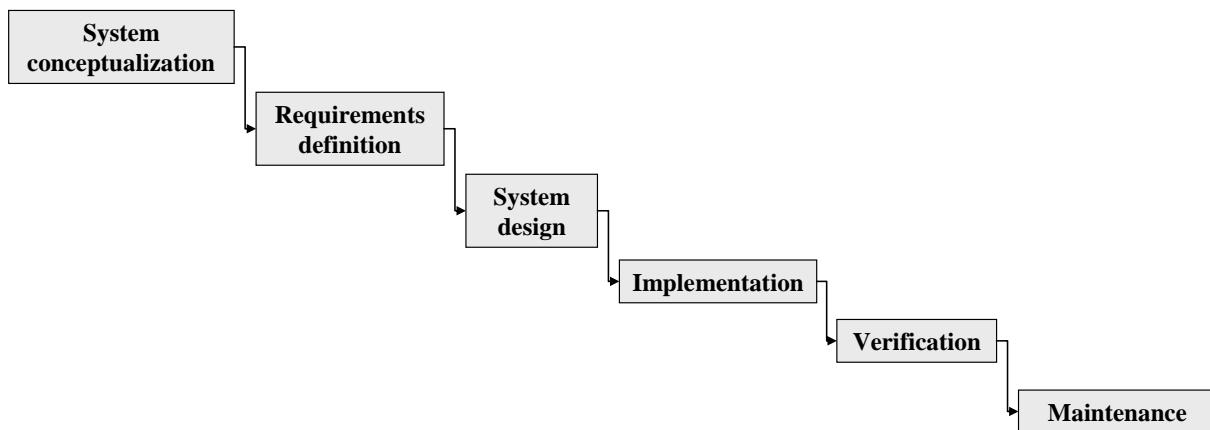 System
conceptualization
Requirements
definition
System
design
Implementation
Verification
Maintenance